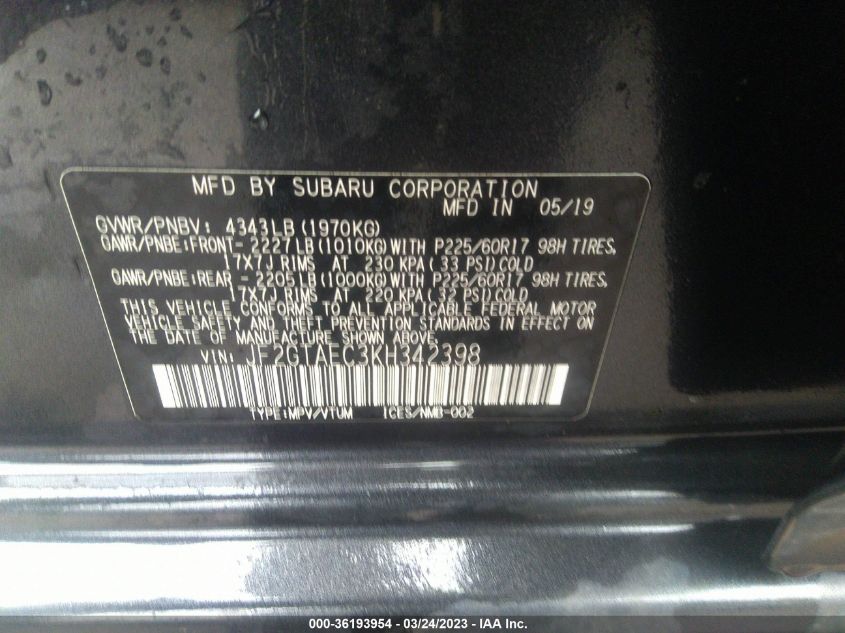 MFD BY SUBARU CORPORATION
MFD IN 05/19
GVWR/PNBV: 4343LB (1970KG)
GAWR/PNBE:FRONT- 2227LB (1010KG) WITH P225/60R17 98H TIRES,
17X7J RIMS AT 230 KPA( 33 PSI) COLD
GAWR/PNBE:REAR - 2205LB (1000KG) WITH P225/60R17 98H TIRES,
17X7J RIMS AT 220 KPA( 32 PSI) COLD
THIS VEHICLE CONFORMS TO ALL APPLICABLE FEDERAL MOTOR
VEHICLE SAFETY AND THEFT PREVENTION STANDARDS IN EFFECT ON
THE DATE OF MANUFACTURE SHOWN ABOVE.
VIN: JF2GTAEC3KH342398
TYPE:MPV/VTUM ICES/NMB-002
000-36193954 - 03/24/2023 - IAA Inc.